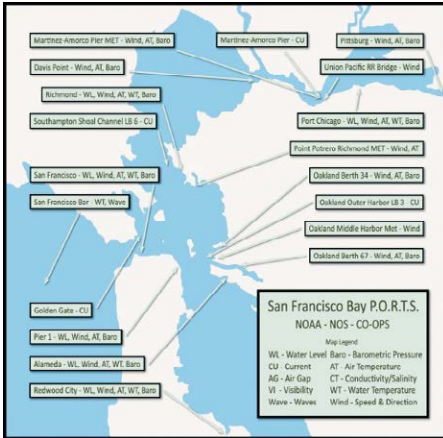 Martinez-Amorco Pier MET - Wind, AT, Baro
Martinez-Amorco Pier - CU
Pittsburg - Wind, AT, Baro
Davis Point - Wind, AT, Baro
Union Pacific RR Bridge - Wind
Richmond - WL, Wind, AT, WT, Baro
Southampton Shoal Channel LB 6 - CU
Port Chicago - WL, Wind, AT, WT, Baro
Point Potrero Richmond MET - Wind, AT
San Francisco - WL, Wind, AT, WT, Baro
Oakland Berth 34 - Wind, AT, Baro
San Francisco Bar - WT, Wave
Oakland Outer Harbor LB 3 - CU
Oakland Middle Harbor Met - Wind
Oakland Berth 67 - Wind, AT, Baro
Golden Gate - CU
Pier 1 - WL, Wind, AT, Baro
Alameda - WL, Wind, AT, WT, Baro
Redwood City - WL, Wind, AT, WT, Baro
San Francisco Bay P.O.R.T.S.
NOAA - NOS - CO-OPS
Map Legend
WL - Water Level Baro - Barometric Pressure
CU - Current AT - Air Temperature
AG - Air Gap CT - Conductivity/Salinity
VI - Visibility WT - Water Temperature
Wave - Waves Wind - Speed & Direction